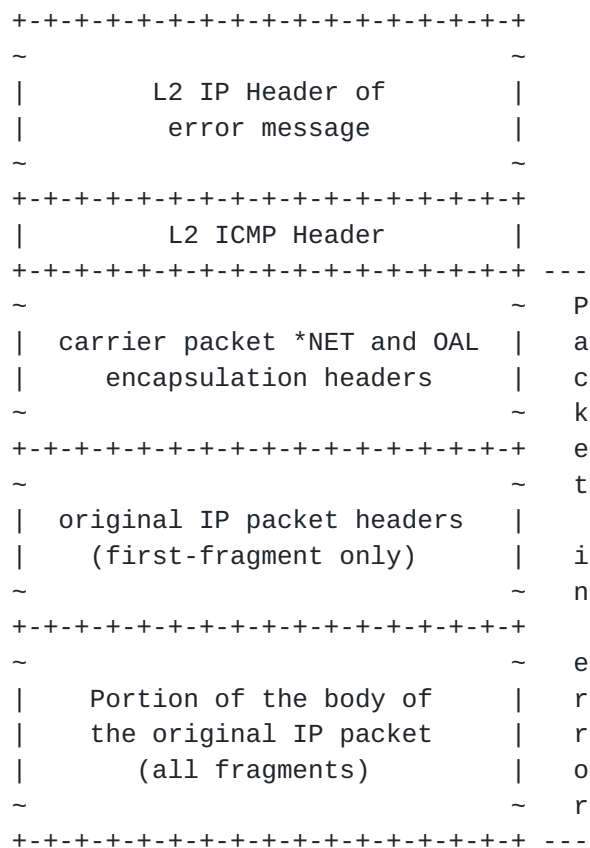 +-+-+-+-+-+-+-+-+-+-+-+-+-+-+-+-+
~                               ~
|        L2 IP Header of        |
|         error message         |
~                               ~
+-+-+-+-+-+-+-+-+-+-+-+-+-+-+-+-+
|         L2 ICMP Header        |
+-+-+-+-+-+-+-+-+-+-+-+-+-+-+-+-+ ---
~                               ~   P
|  carrier packet *NET and OAL  |   a
|     encapsulation headers     |   c
~                               ~   k
+-+-+-+-+-+-+-+-+-+-+-+-+-+-+-+-+   e
~                               ~   t
|  original IP packet headers   |
|    (first-fragment only)      |   i
~                               ~   n
+-+-+-+-+-+-+-+-+-+-+-+-+-+-+-+-+
~                               ~   e
|    Portion of the body of     |   r
|    the original IP packet     |   r
|       (all fragments)         |   o
~                               ~   r
+-+-+-+-+-+-+-+-+-+-+-+-+-+-+-+-+ ---